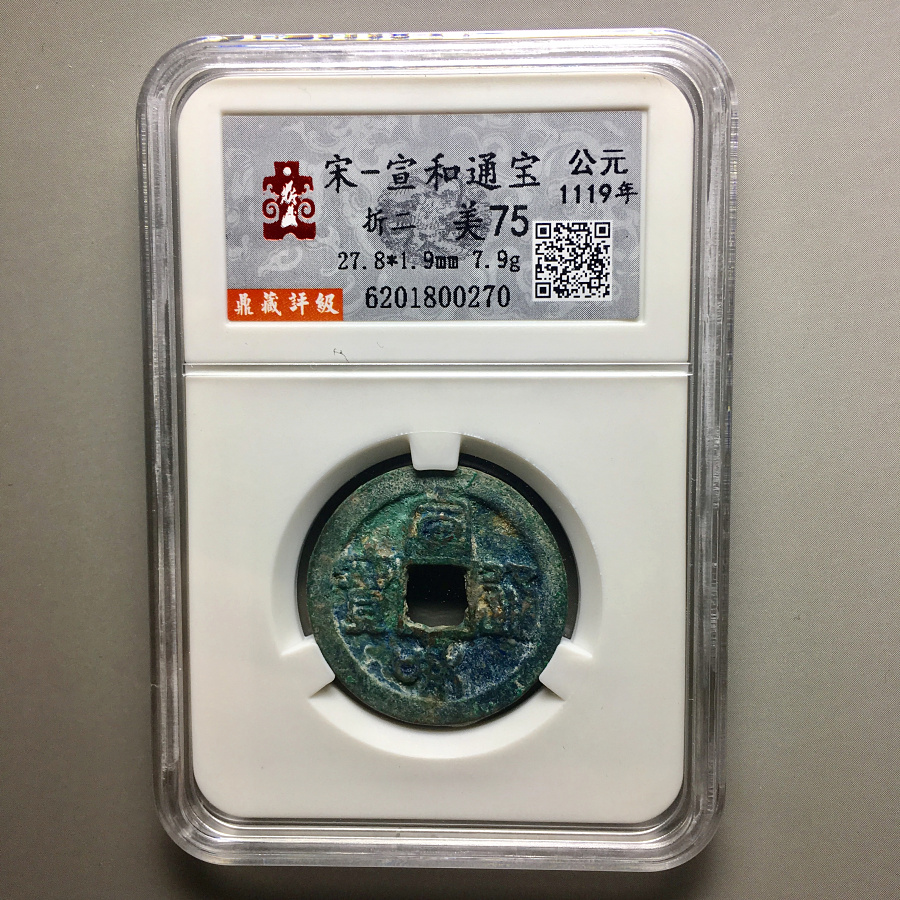 宋-宣和通宝
公元
1119年
折二 美75
27.8*1.9mm 7.9g
鼎藏評級
6201800270
宣
寶 通
和